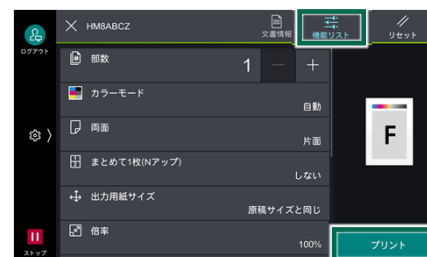 HM8ABCZ
文書情報
機能リスト
リセット
ログアウト
部数
1
カラーモード
自動
両面
片面
まとめて1枚(Nアップ)
しない
出力用紙サイズ
原稿サイズと同じ
倍率
100%
F
ストップ
プリント